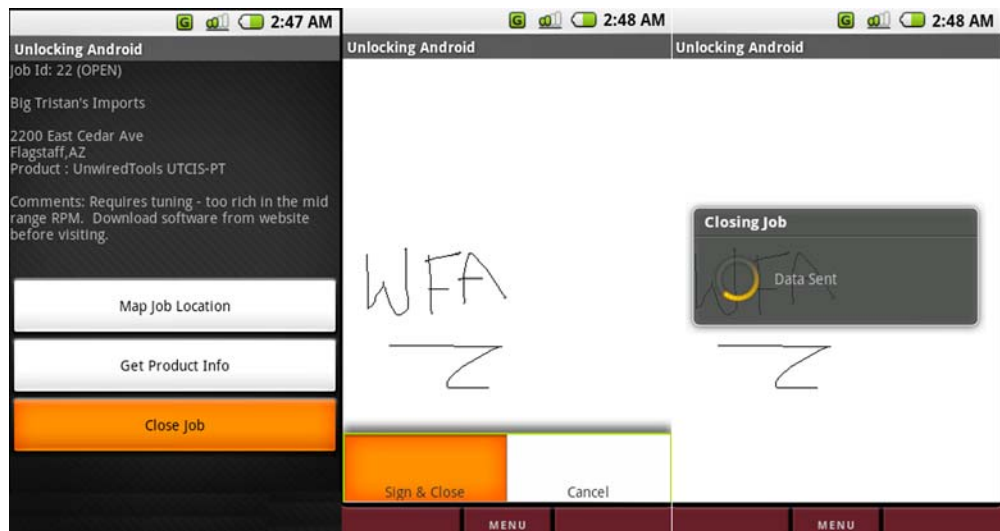 G 2:47 AM
Unlocking Android
Job Id: 22 (OPEN)
Big Tristan's Imports
2200 East Cedar Ave
Flagstaff,AZ
Product : UnwiredTools UTCIS-PT
Comments: Requires tuning - too rich in the mid
range RPM. Download software from website
before visiting.
Map Job Location
Get Product Info
Close Job
G 2:48 AM
Unlocking Android
WFA
Z
Sign & Close Cancel
MENU
G 2:48 AM
Unlocking Android
Closing Job
Data Sent
WFA
Z
MENU